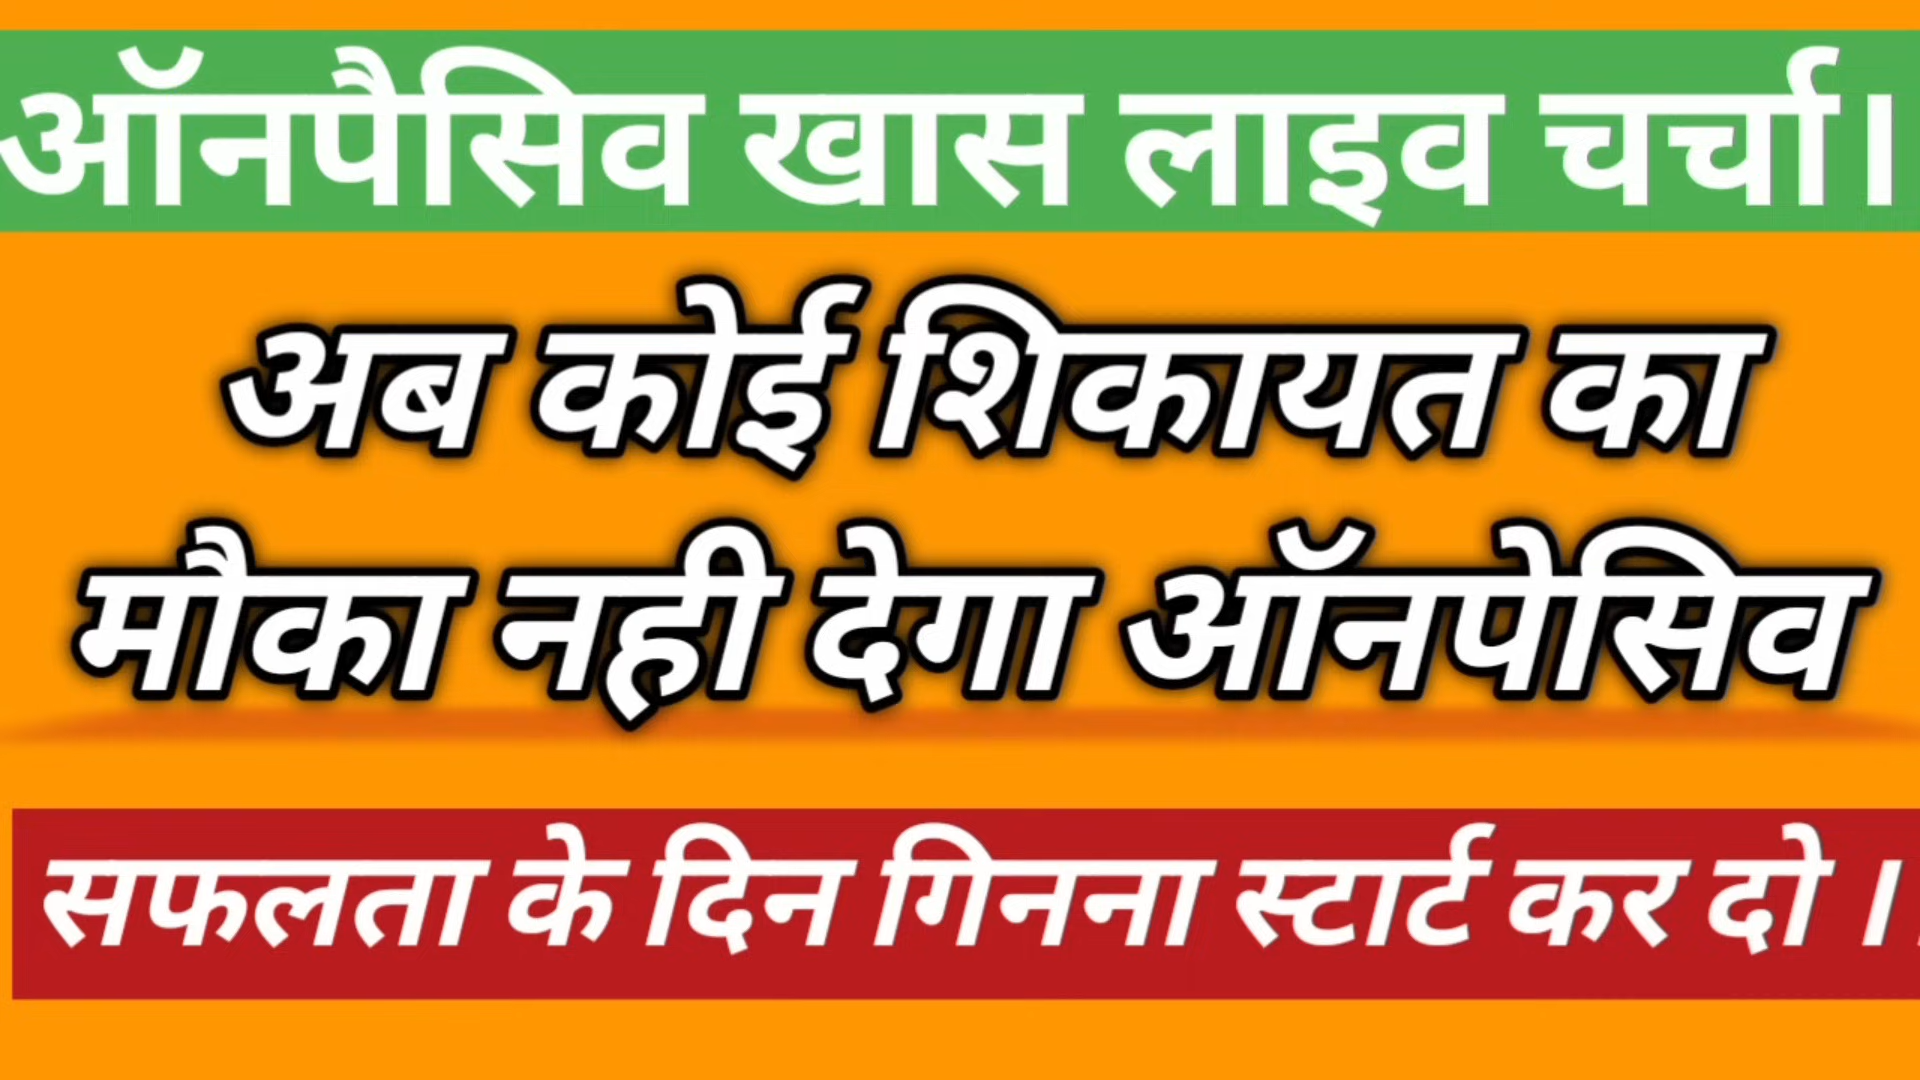 ऑनपैसिव खास लाइव चर्चा।
अब कोई शिकायत का
मौका नही देगा ऑनपेसिव
सफलता के दिन गिनना स्टार्ट कर दो ।